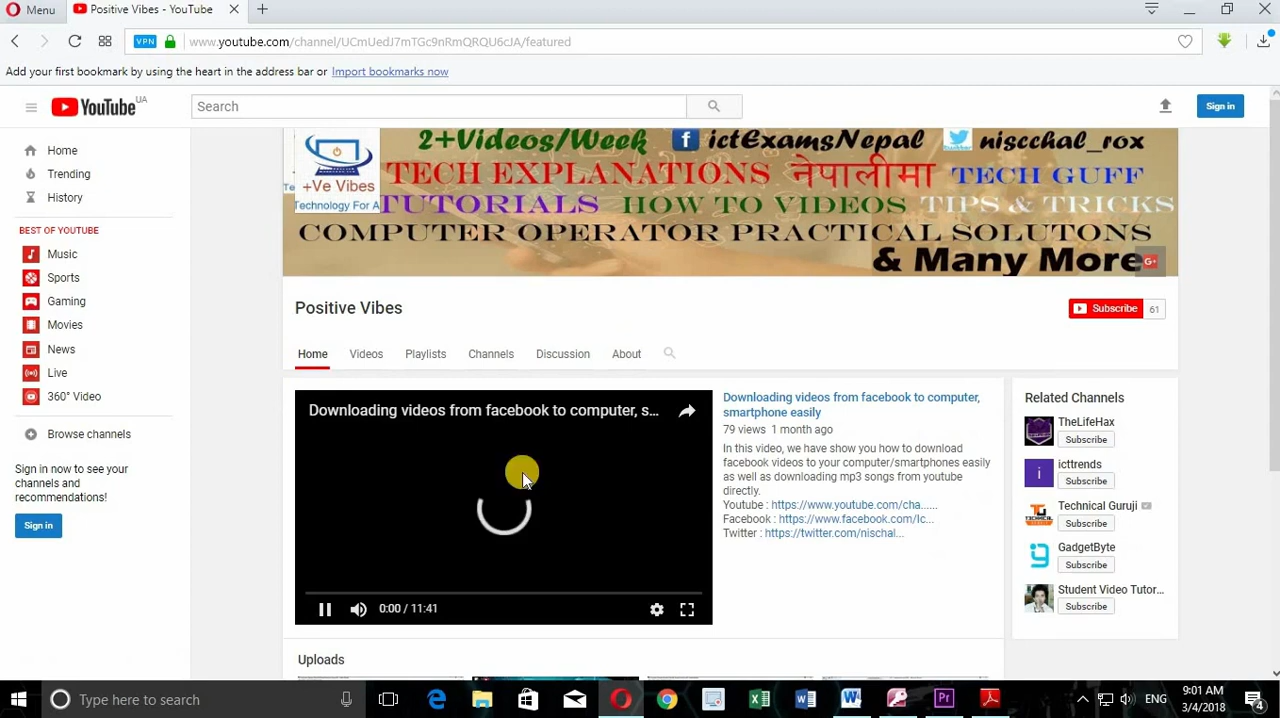 Menu
Positive Vibes - YouTube
VPN
www.youtube.com/channel/UCmUedJ7mTGc9nRmQRQU6cJA/featured
Add your first bookmark by using the heart in the address bar or Import bookmarks now
YouTube UA
Search
Sign in
Home
Trending
History
BEST OF YOUTUBE
Music
Sports
Gaming
Movies
News
Live
360° Video
Browse channels
Sign in now to see your
channels and
recommendations!
Sign in
2+Videos/Week ictExamsNepal niscchal_rox
TECH EXPLANATIONS नेपालीमा TECH GUFF
+Ve Vibes
Technology For A
TUTORIALS HOW TO VIDEOS TIPS & TRICKS
COMPUTER OPERATOR PRACTICAL SOLUTONS
& Many More
G+
Positive Vibes
Subscribe 61
Home Videos Playlists Channels Discussion About
Downloading videos from facebook to computer, s...
0:00 / 11:41
Downloading videos from facebook to computer,
smartphone easily
79 views 1 month ago
In this video, we have show you how to download
facebook videos to your computer/smartphones easily
as well as downloading mp3 songs from youtube
directly.
Youtube : https://www.youtube.com/cha......
Facebook : https://www.facebook.com/Ic...
Twitter : https://twitter.com/nischal...
Related Channels
TheLifeHax
Subscribe
icttrends
Subscribe
Technical Guruji
Subscribe
GadgetByte
Subscribe
Student Video Tutor...
Subscribe
Uploads
Type here to search
ENG
9:01 AM
3/4/2018
4